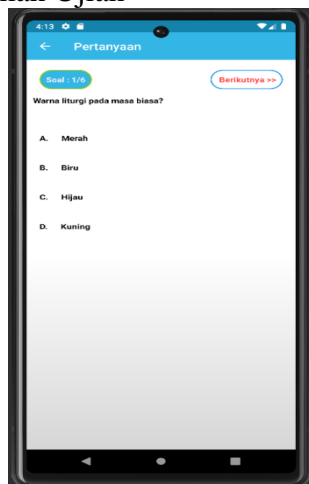 4:13
Pertanyaan
Soal : 1/6
Berikutnya >>
Warna liturgi pada masa biasa?
A. Merah
B. Biru
C. Hijau
D. Kuning